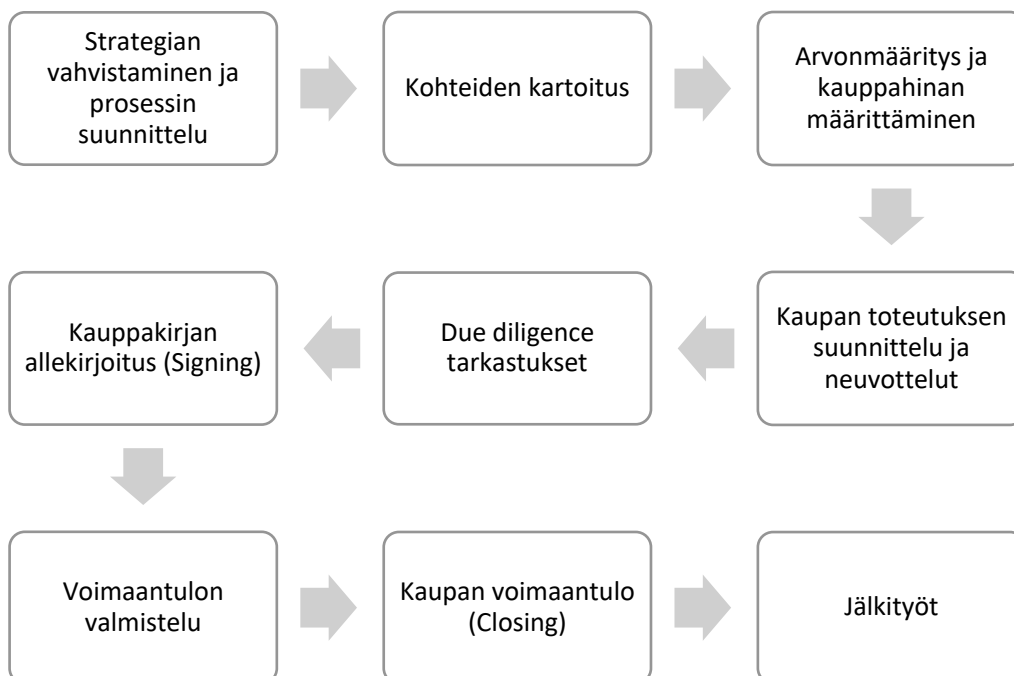 Strategian
vahvistaminen ja
prosessin
suunnittelu
Kohteiden kartoitus
Arvonmääritys ja
kauppahinan
määrittäminen
Kaupan toteutuksen
suunnittelu ja
neuvottelut
Due diligence
tarkastukset
Kauppakirjan
allekirjoitus (Signing)
Voimaantulon
valmistelu
Kaupan voimaantulo
(Closing)
Jälkityöt